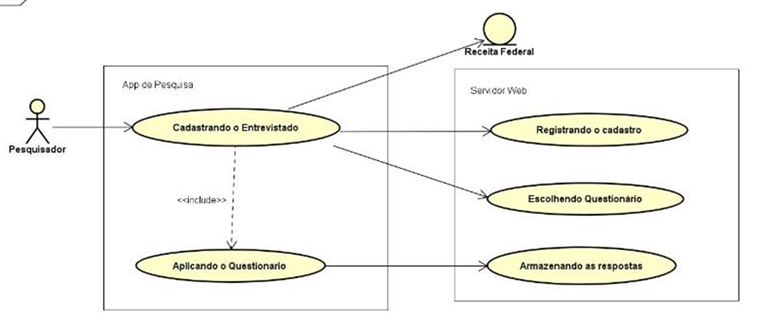 Receita Federal
App de Pesquisa
Servidor Web
Pesquisador
Cadastrando o Entrevistado
Registrando o cadastro
<<include>>
Escolhendo Questionário
Aplicando o Questionario
Armazenando as respostas